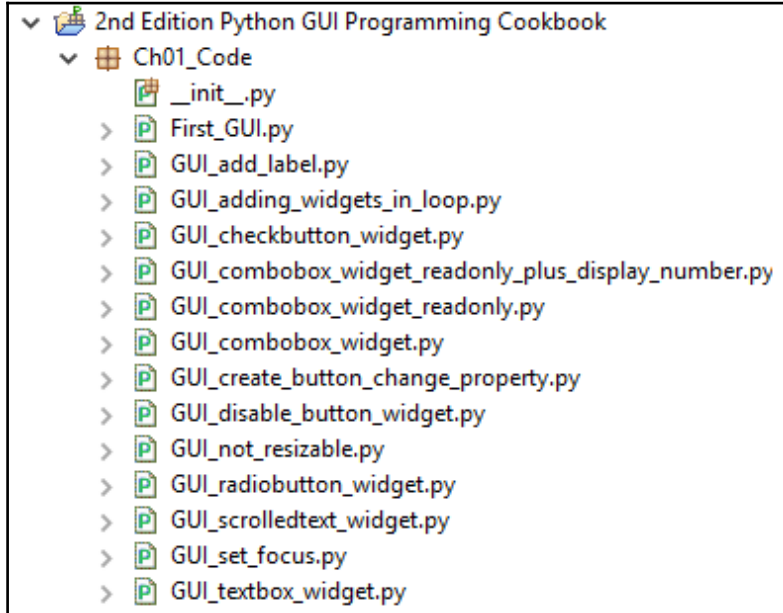 2nd Edition Python GUI Programming Cookbook
Ch01_Code
__init__.py
First_GUI.py
GUI_add_label.py
GUI_adding_widgets_in_loop.py
GUI_checkbutton_widget.py
GUI_combobox_widget_readonly_plus_display_number.py
GUI_combobox_widget_readonly.py
GUI_combobox_widget.py
GUI_create_button_change_property.py
GUI_disable_button_widget.py
GUI_not_resizable.py
GUI_radiobutton_widget.py
GUI_scrolledtext_widget.py
GUI_set_focus.py
GUI_textbox_widget.py